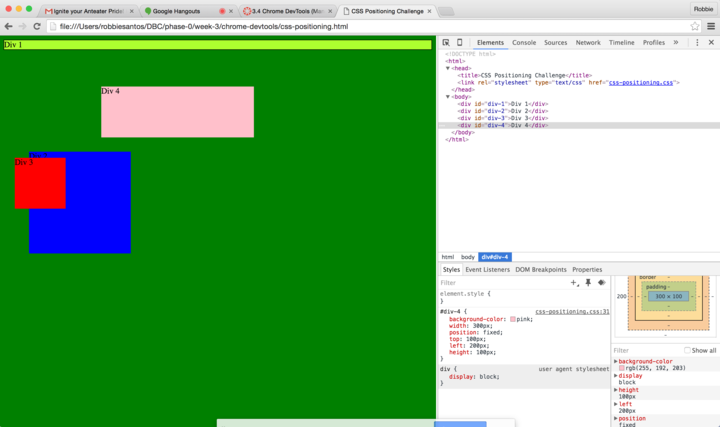 Ignite your Anteater Pride!
Google Hangouts
3.4 Chrome DevTools (Ma
CSS Positioning Challenge
Robbie
file:///Users/robbiesantos/DBC/phase-0/week-3/chrome-devtools/css-positioning.html
Div 1
Div 4
Div 3
Elements Console Sources Network Timeline Profiles »
<!DOCTYPE html>
<html>
▼<head>
<title>CSS Positioning Challenge</title>
<link rel="stylesheet" type="text/css" href="css-positioning.css">
</head>
▼<body>
<div id="div-1">Div 1</div>
<div id="div-2">Div 2</div>
<div id="div-3">Div 3</div>
<div id="div-4">Div 4</div>
</body>
</html>
html body div#div-4
Styles Event Listeners DOM Breakpoints Properties
Filter
element.style {
}
#div-4 { css-positioning.css:31
background-color: pink;
width: 300px;
position: fixed;
top: 100px;
left: 200px;
height: 100px;
}
div { user agent stylesheet
display: block;
}
border -
padding -
200 - - 300 × 100 - - -
-
-
-
Filter Show all
▶background-color
rgb(255, 192, 203)
▶display
block
▶height
100px
▶left
200px
▶position
fixed